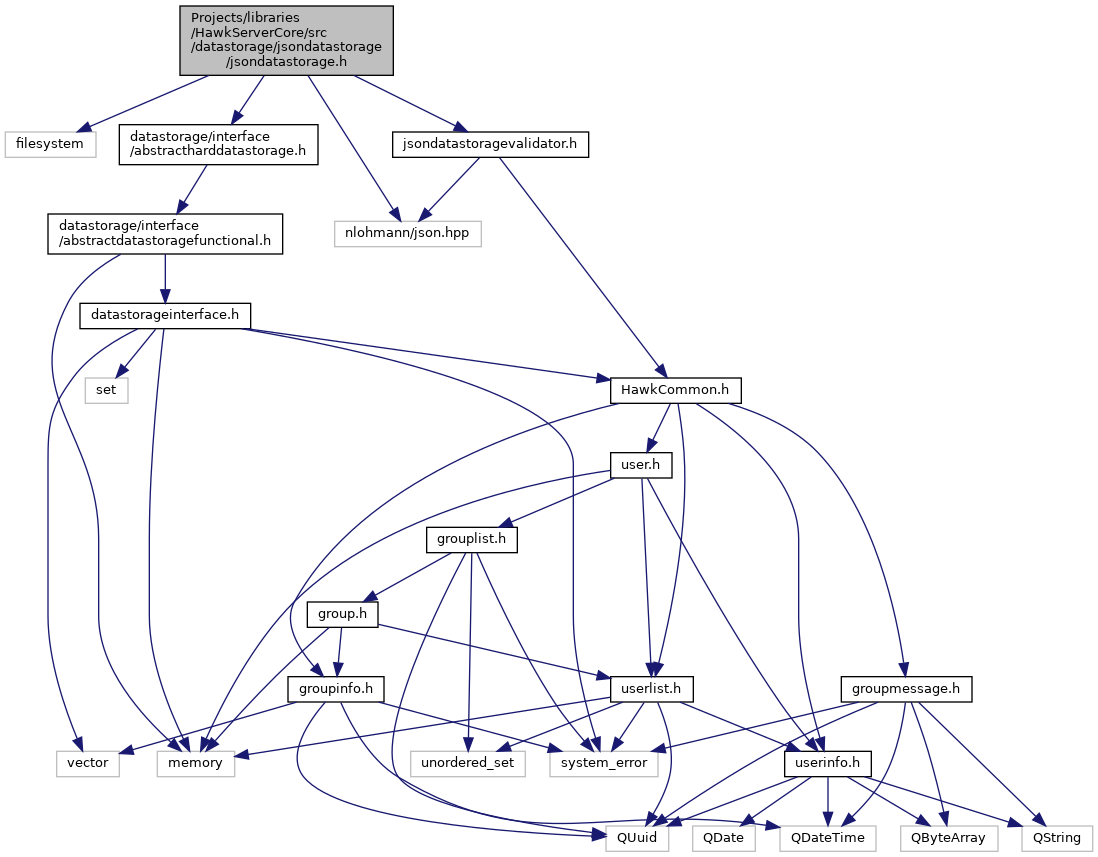 Projects/libraries
/HawkServerCore/src
/datastorage/jsondatastorage
/jsondatastorage.h
filesystem
datastorage/interface
/abstractharddatastorage.h
jsondatastoragevalidator.h
datastorage/interface
/abstractdatastoragefunctional.h
nlohmann/json.hpp
datastorageinterface.h
set
HawkCommon.h
user.h
grouplist.h
group.h
groupinfo.h
userlist.h
groupmessage.h
vector
memory
unordered_set
system_error
userinfo.h
QUuid
QDate
QDateTime
QByteArray
QString